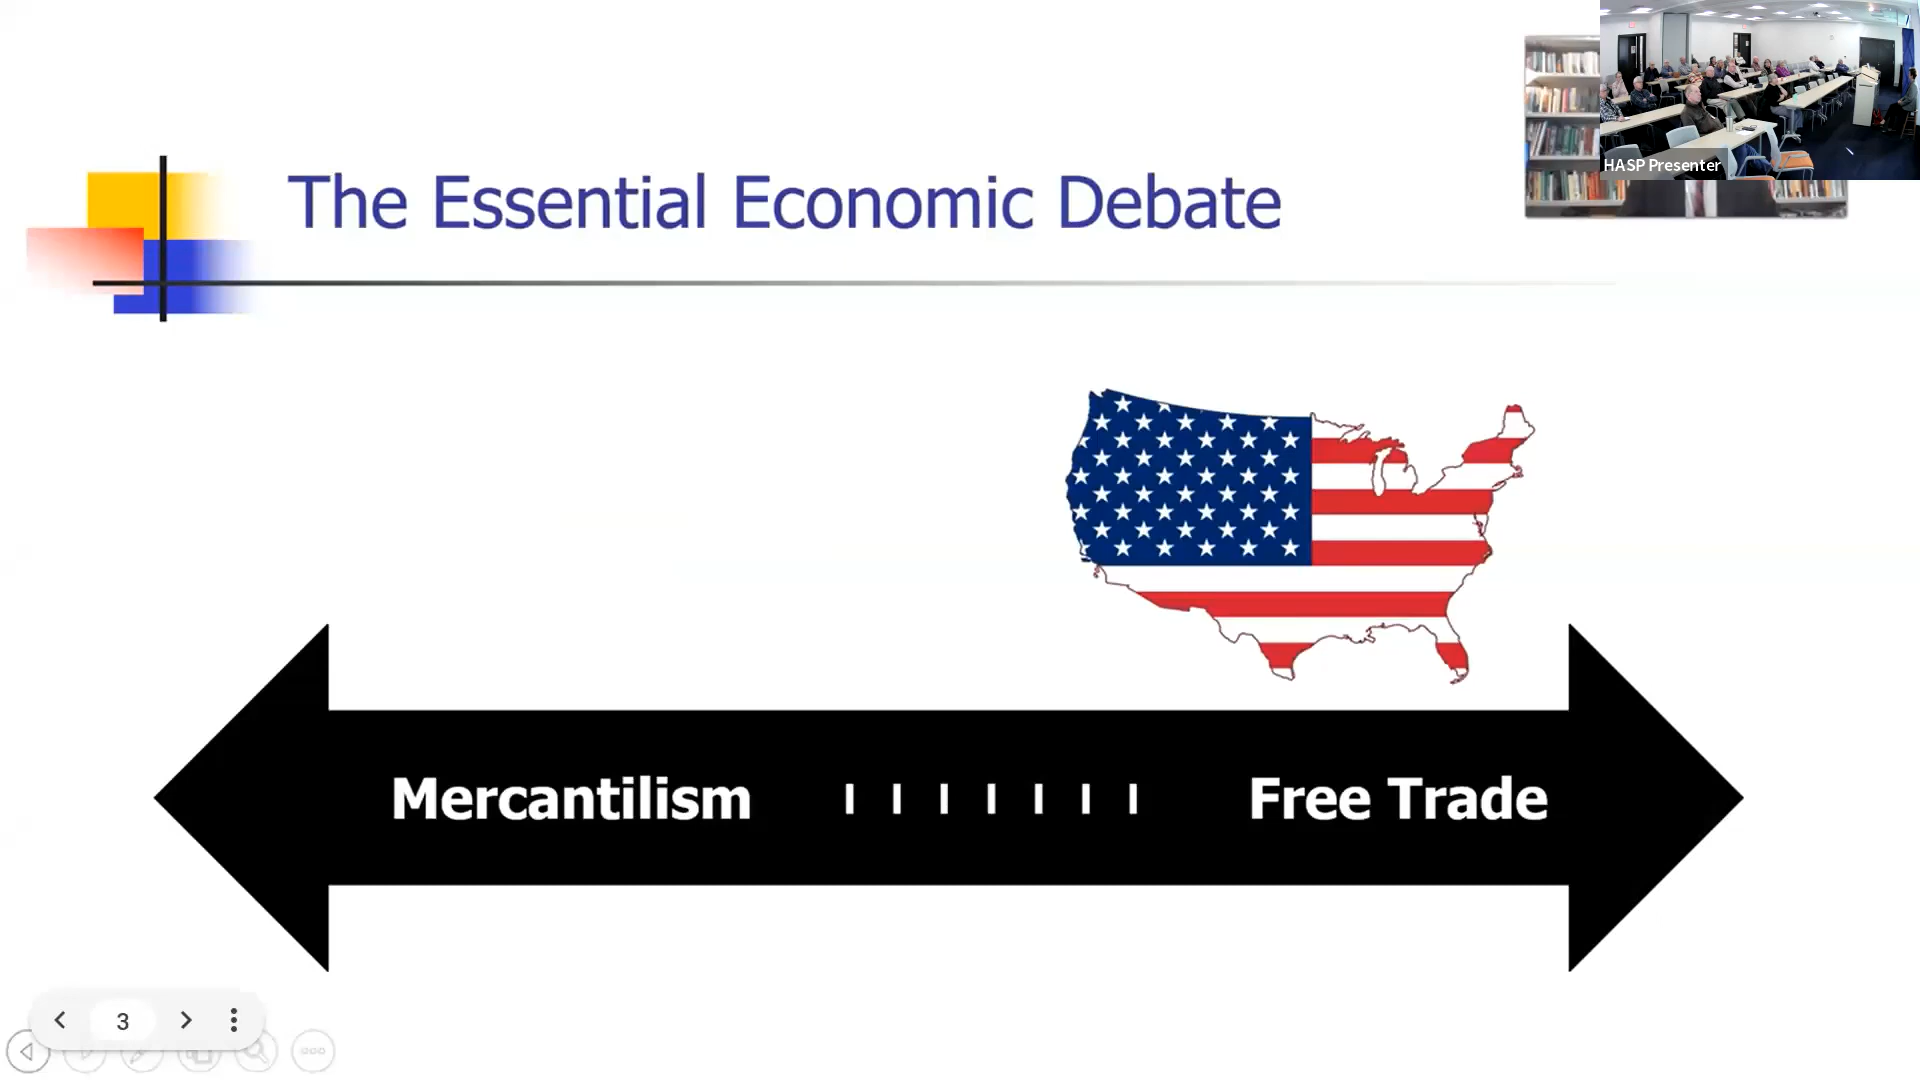 The Essential Economic Debate
HASP Presenter
Mercantilism
Free Trade
3